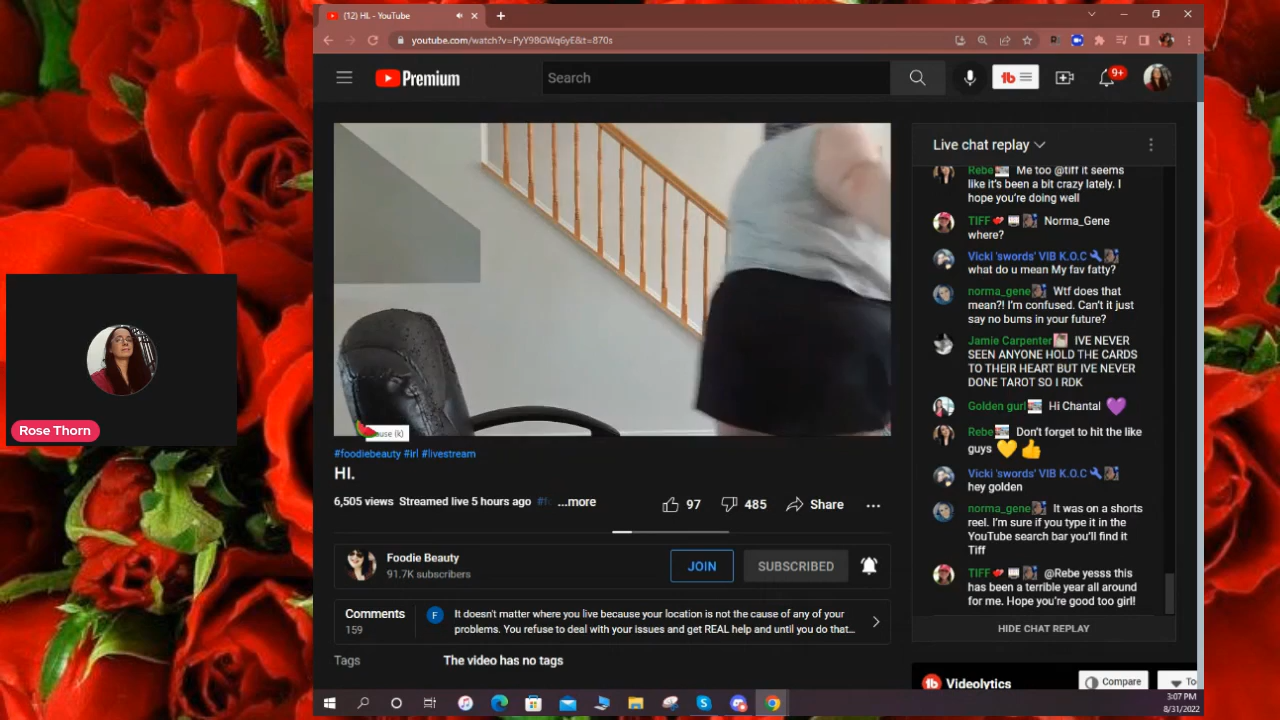 (12) HI. - YouTube
youtube.com/watch?v=PyY9BGWq6yE&t=870s
Premium
Search
9+
Live chat replay
Rebe Me too @tiff it seems
like it's been a bit crazy lately. I
hope you're doing well
TIFF Norma_Gene
where?
Vicki 'swords' VIB K.O.C
what do u mean My fav fatty?
norma_gene Wtf does that
mean?! I'm confused. Can't it just
say no bums in your future?
Jamie Carpenter IVE NEVER
SEEN ANYONE HOLD THE CARDS
TO THEIR HEART BUT IVE NEVER
DONE TAROT SO I RDK
Golden gurl Hi Chantal
Rebe Don't forget to hit the like
guys
Vicki 'swords' VIB K.O.C
hey golden
norma_gene It was on a shorts
reel. I'm sure if you type it in the
YouTube search bar you'll find it
Tiff
TIFF @Rebe yesss this
has been a terrible year all around
for me. Hope you're good too girl!
HIDE CHAT REPLAY
Rose Thorn
(k)
#foodiebeauty #irl #livestream
HI.
6,505 views Streamed live 5 hours ago ...more
97
485
Share
Foodie Beauty
91.7K subscribers
JOIN
SUBSCRIBED
Comments
159
F
It doesn't matter where you live because your location is not the cause of any of your
problems. You refuse to deal with your issues and get REAL help and until you do that...
Tags
The video has no tags
tb Videolytics
Compare
To
3:07 PM
8/31/2022